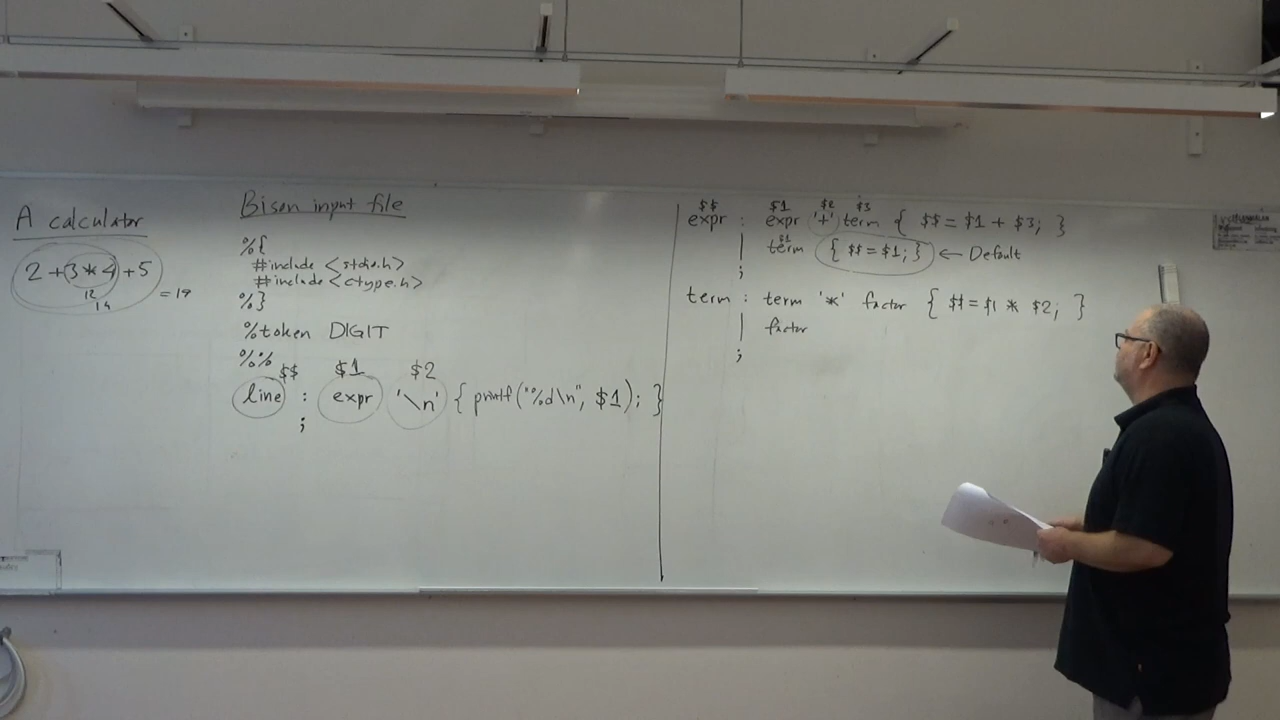 A calculator
2 + 3 * 4 + 5
12
14
= 19
Bison input file
%{
#include <stdio.h>
#include <ctype.h>
%}
%token DIGIT
%%
$$ $1 $2
line : expr '\n' { printf("%d\n", $1); }
;
$$ $1 $2 $3
expr : expr '+' term { $$ = $1 + $3; }
$1
| term { $$ = $1; } ← Default
;
term : term '*' factor { $$ = $1 * $2; }
| factor
;